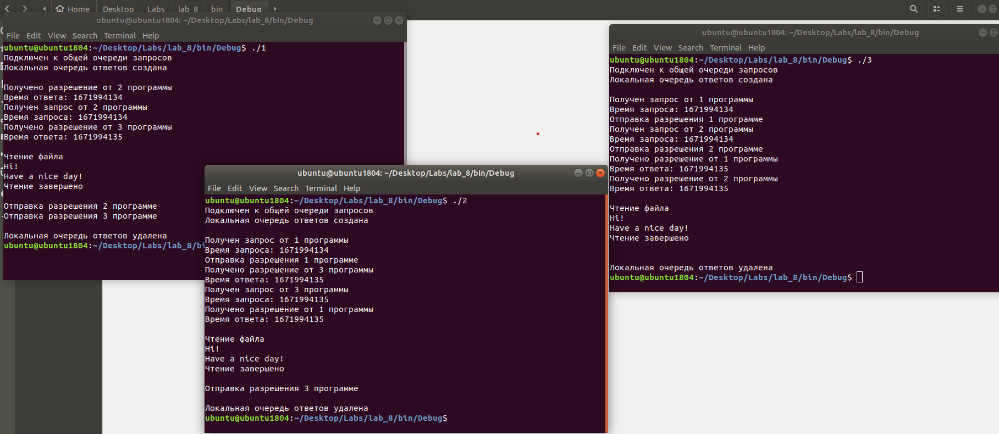 Home Desktop Labs lab_8 bin Debug
ubuntu@ubuntu1804: ~/Desktop/Labs/lab_8/bin/Debug
File Edit View Search Terminal Help
ubuntu@ubuntu1804:~/Desktop/Labs/lab_8/bin/Debug$ ./1
Подключен к общей очереди запросов
Локальная очередь ответов создана
Получено разрешение от 2 программы
Время ответа: 1671994134
Получен запрос от 2 программы
Время запроса: 1671994134
Получено разрешение от 3 программы
Время ответа: 1671994135
Чтение файла
Hi!
Have a nice day!
Чтение завершено
Отправка разрешения 2 программе
Отправка разрешения 3 программе
Локальная очередь ответов удалена
ubuntu@ubuntu1804:~/Desktop/Labs/lab_8/bi
ubuntu@ubuntu1804: ~/Desktop/Labs/lab_8/bin/Debug
File Edit View Search Terminal Help
ubuntu@ubuntu1804:~/Desktop/Labs/lab_8/bin/Debug$ ./2
Подключен к общей очереди запросов
Локальная очередь ответов создана
Получен запрос от 1 программы
Время запроса: 1671994134
Отправка разрешения 1 программе
Получено разрешение от 3 программы
Время ответа: 1671994135
Получен запрос от 3 программы
Время запроса: 1671994135
Получено разрешение от 1 программы
Время ответа: 1671994135
Чтение файла
Hi!
Have a nice day!
Чтение завершено
Отправка разрешения 3 программе
Локальная очередь ответов удалена
ubuntu@ubuntu1804:~/Desktop/Labs/lab_8/bin/Debug$
ubuntu@ubuntu1804: ~/Desktop/Labs/lab_8/bin/Debug
File Edit View Search Terminal Help
ubuntu@ubuntu1804:~/Desktop/Labs/lab_8/bin/Debug$ ./3
Подключен к общей очереди запросов
Локальная очередь ответов создана
Получен запрос от 1 программы
Время запроса: 1671994134
Отправка разрешения 1 программе
Получен запрос от 2 программы
Время запроса: 1671994134
Отправка разрешения 2 программе
Получено разрешение от 1 программы
Время ответа: 1671994135
Получено разрешение от 2 программы
Время ответа: 1671994135
Чтение файла
Hi!
Have a nice day!
Чтение завершено
Локальная очередь ответов удалена
ubuntu@ubuntu1804:~/Desktop/Labs/lab_8/bin/Debug$